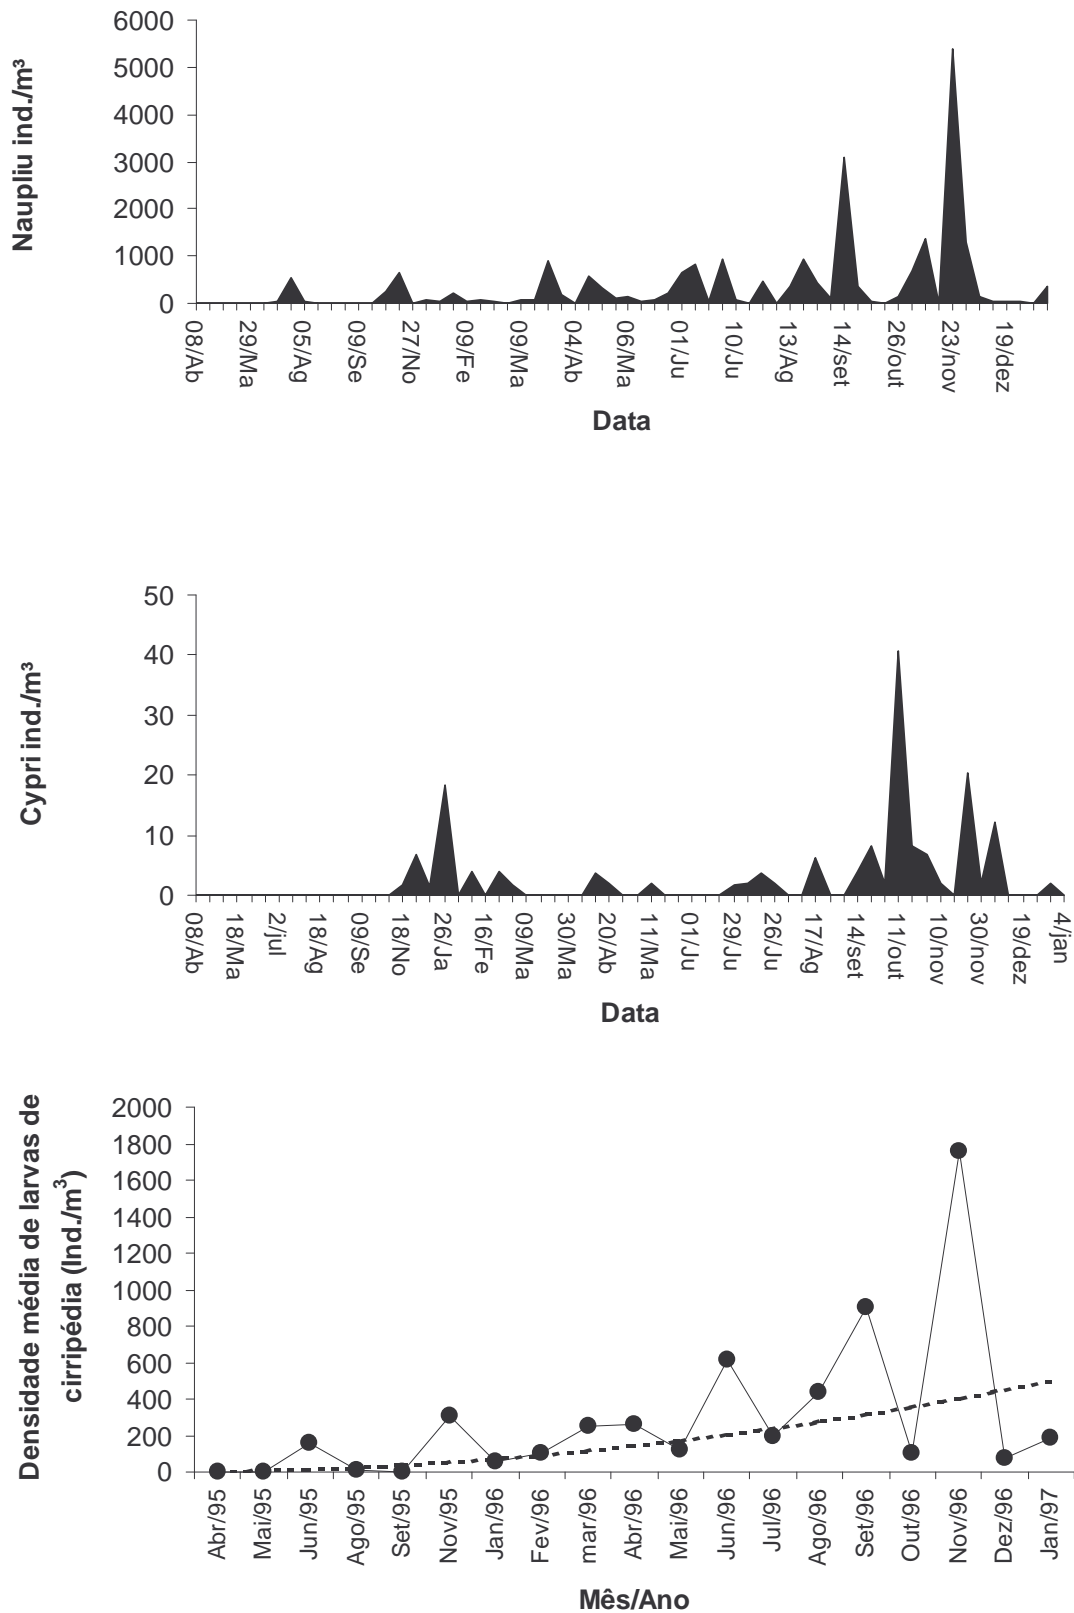 Naupliu ind./m³
6000
5000
4000
3000
2000
1000
0
08/Ab
29/Ma
05/Ag
09/Se
27/No
09/Fe
09/Ma
04/Ab
06/Ma
01/Ju
10/Ju
13/Ag
14/set
26/out
23/nov
19/dez
Data
Cypri ind./m³
50
40
30
20
10
0
08/Ab
18/Ma
2/jul
18/Ag
09/Se
18/No
26/Ja
16/Fe
09/Ma
30/Ma
20/Ab
11/Ma
01/Ju
29/Ju
26/Ju
17/Ag
14/set
11/out
10/nov
30/nov
19/dez
4/jan
Data
Densidade média de larvas de
cirripédia (Ind./m³)
2000
1800
1600
1400
1200
1000
800
600
400
200
0
Abr/95
Mai/95
Jun/95
Ago/95
Set/95
Nov/95
Jan/96
Fev/96
mar/96
Abr/96
Mai/96
Jun/96
Jul/96
Ago/96
Set/96
Out/96
Nov/96
Dez/96
Jan/97
Mês/Ano